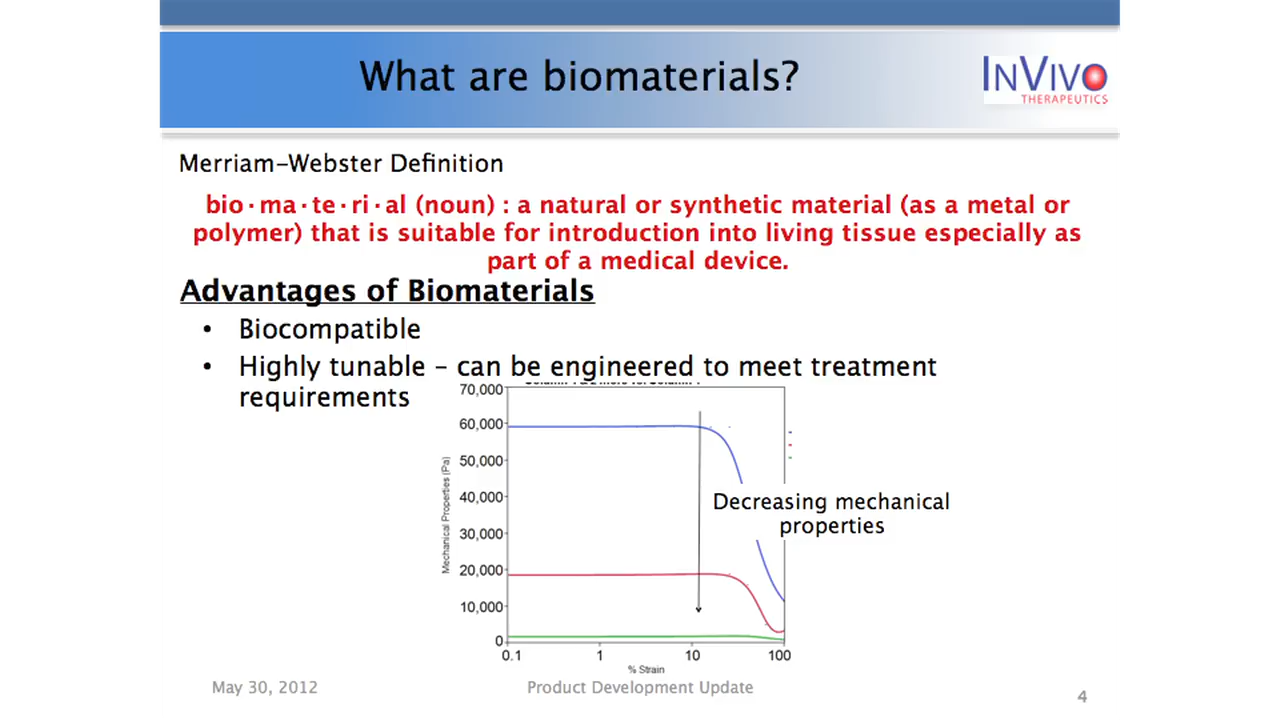 What are biomaterials?
INVIVO
THERAPEUTICS
Merriam-Webster Definition
bio·ma·te·ri·al (noun) : a natural or synthetic material (as a metal or
polymer) that is suitable for introduction into living tissue especially as
part of a medical device.
Advantages of Biomaterials
• Biocompatible
• Highly tunable – can be engineered to meet treatment
requirements
70,000
60,000
50,000
40,000
30,000
20,000
10,000
0
Mechanical Properties (Pa)
Decreasing mechanical
properties
0.1 1 10 100
% Strain
May 30, 2012 Product Development Update 4